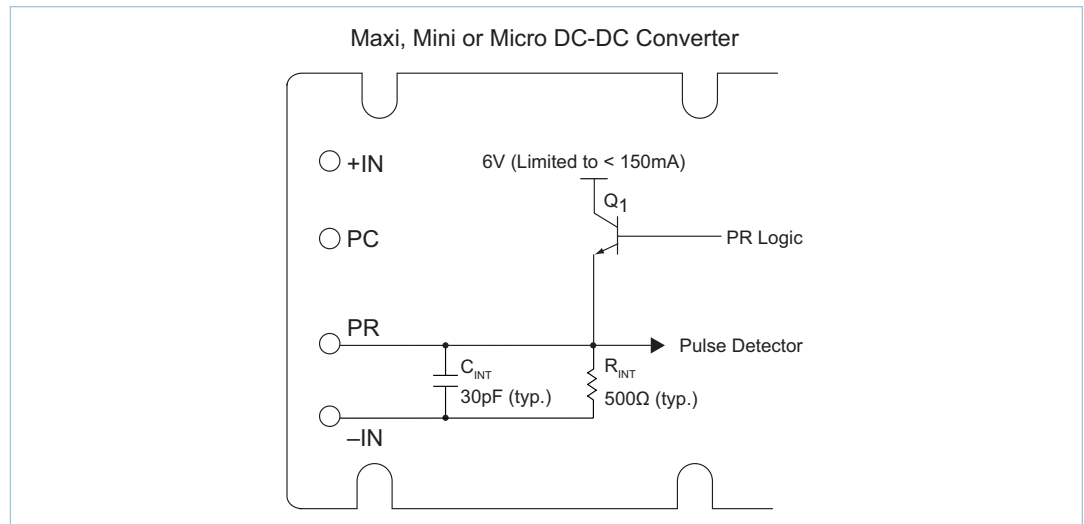 Maxi, Mini or Micro DC-DC Converter
+IN
6V (Limited to < 150mA)
Q1
PC
PR Logic
PR
Pulse Detector
CINT
30pF (typ.)
RINT
500Ω (typ.)
–IN